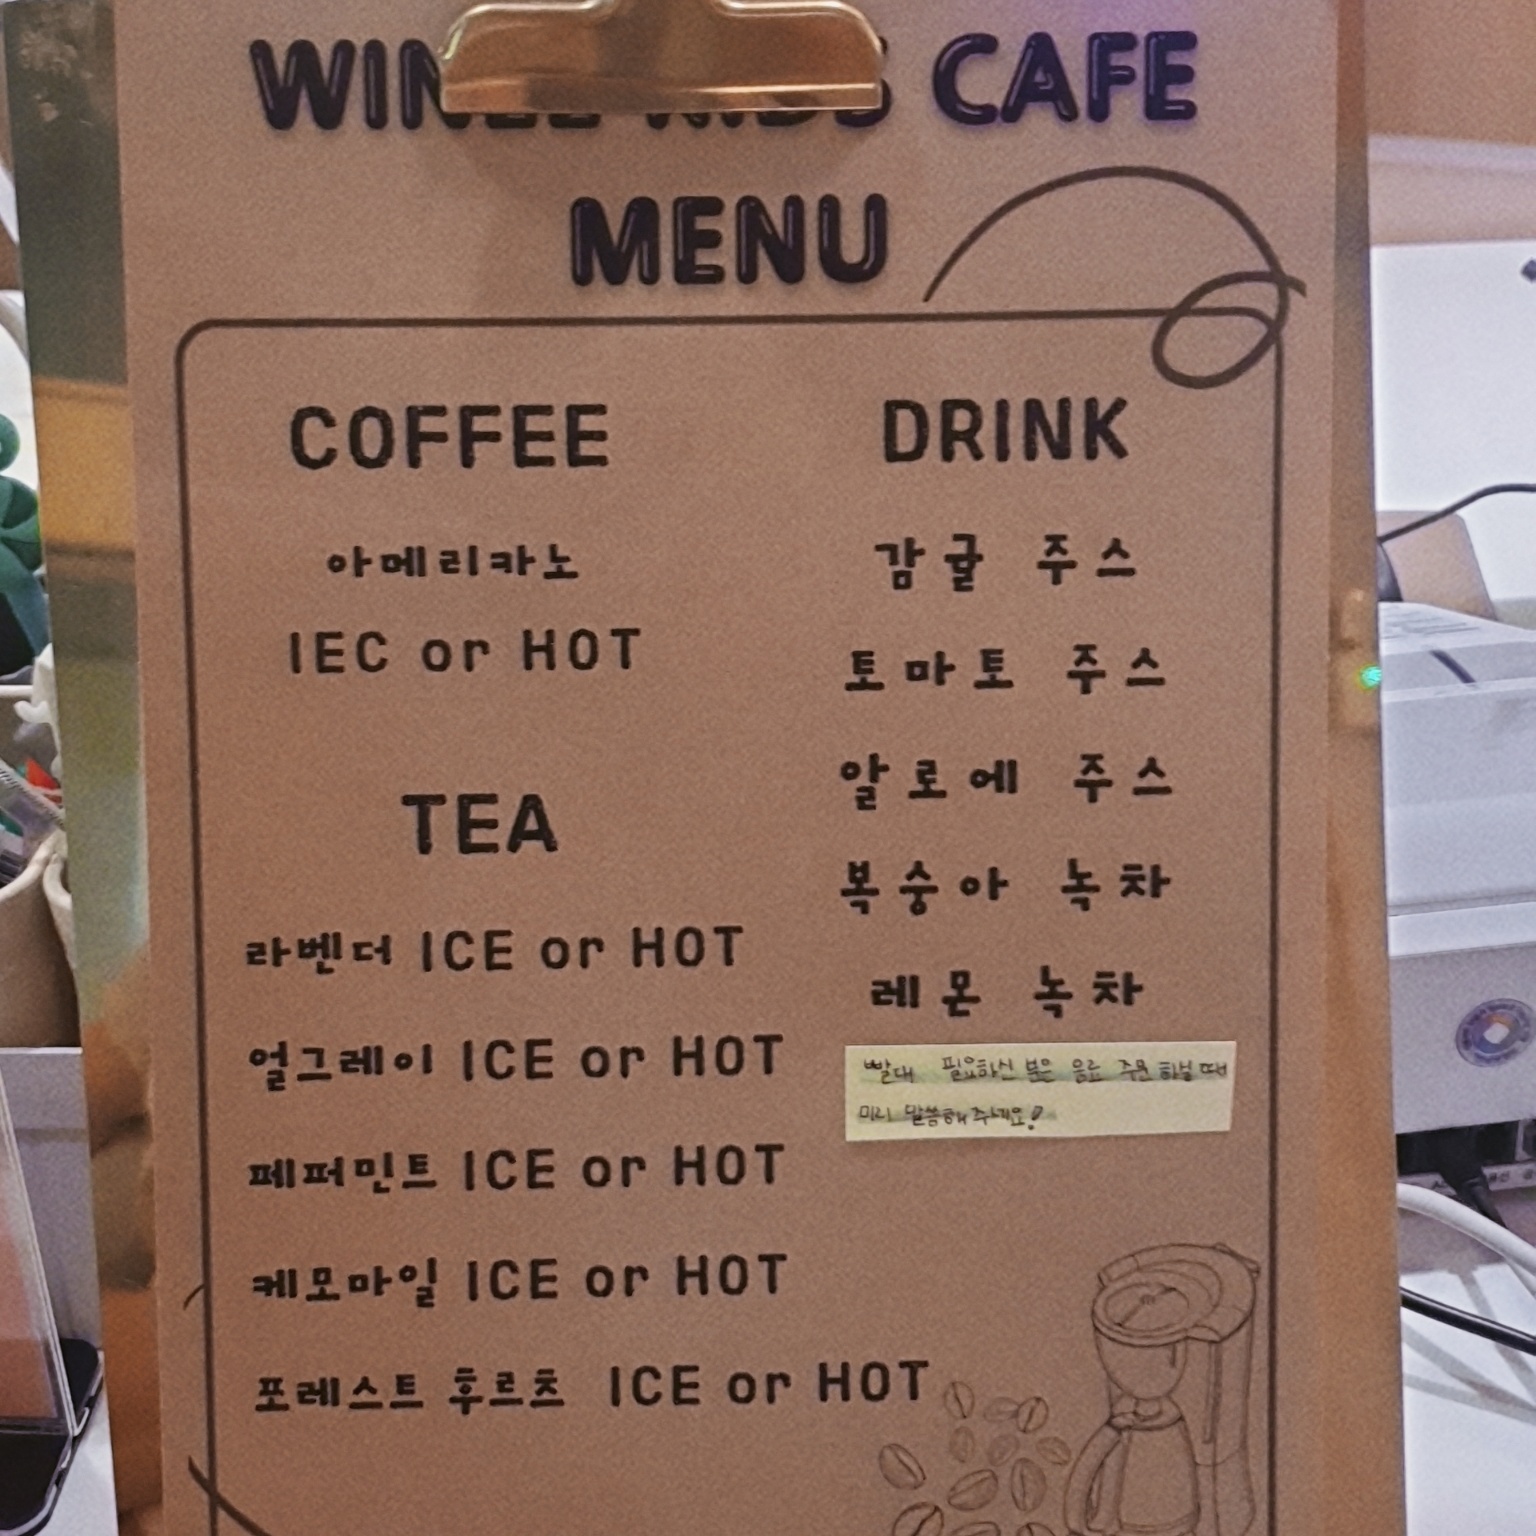 CAFE
MENU
COFFEE
아메리카노
IEC or HOT
TEA
라벤더 ICE or HOT
얼그레이 ICE or HOT
페퍼민트 ICE or HOT
케모마일 ICE or HOT
포레스트 후르츠 ICE or HOT
DRINK
감귤 주스
토마토 주스
알로에 주스
복숭아 녹차
레몬 녹차
빨대 필요하신 분은 음료 주문 하실 때
미리 말씀해주세요!